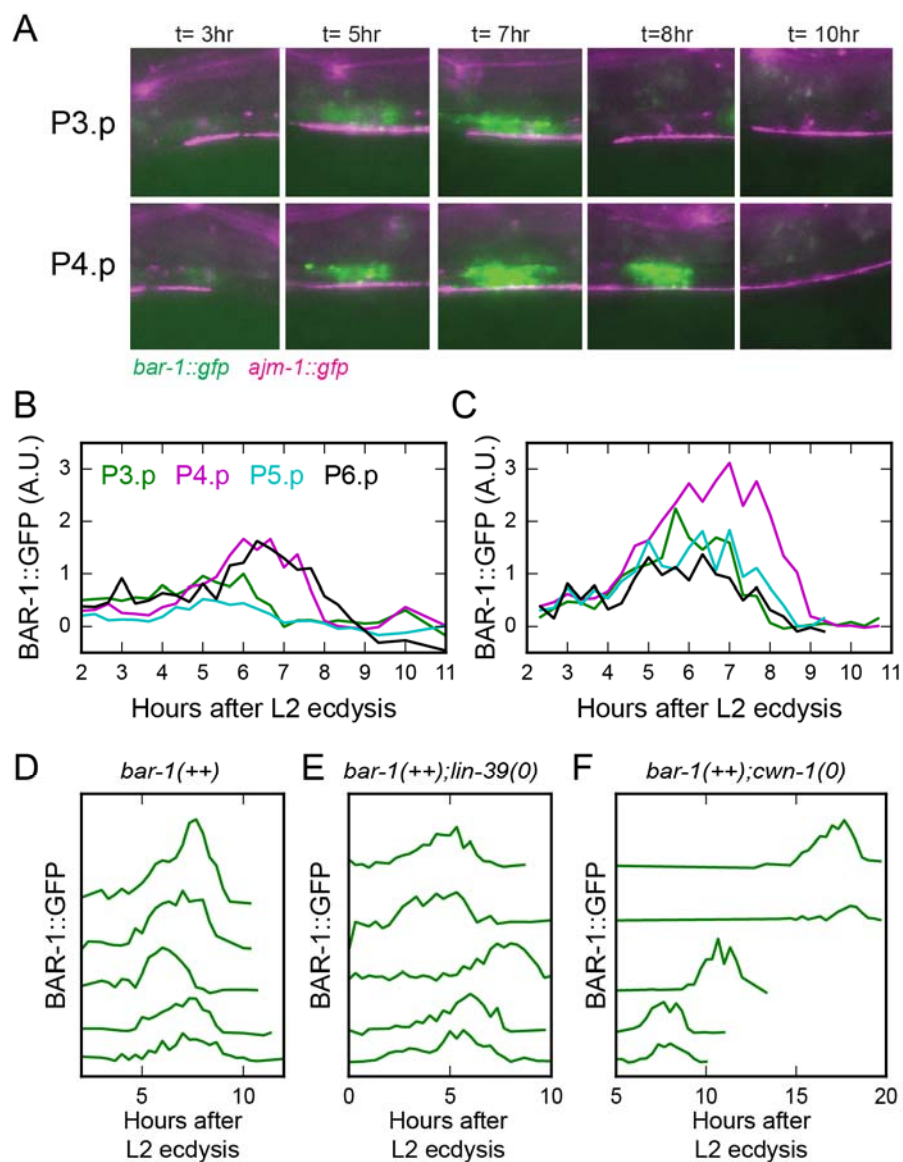 A
t= 3hr t= 5hr t= 7hr t=8hr t= 10hr
P3.p
P4.p
bar-1::gfp ajm-1::gfp
B
BAR-1::GFP (A.U.)
3
2
1
0
P3.p P4.p P5.p P6.p
2 3 4 5 6 7 8 9 10 11
Hours after L2 ecdysis
C
BAR-1::GFP (A.U.)
3
2
1
0
2 3 4 5 6 7 8 9 10 11
Hours after L2 ecdysis
D
bar-1(++)
BAR-1::GFP
5 10
Hours after
L2 ecdysis
E
bar-1(++);lin-39(0)
BAR-1::GFP
0 5 10
Hours after
L2 ecdysis
F
bar-1(++);cwn-1(0)
BAR-1::GFP
5 10 15 20
Hours after
L2 ecdysis